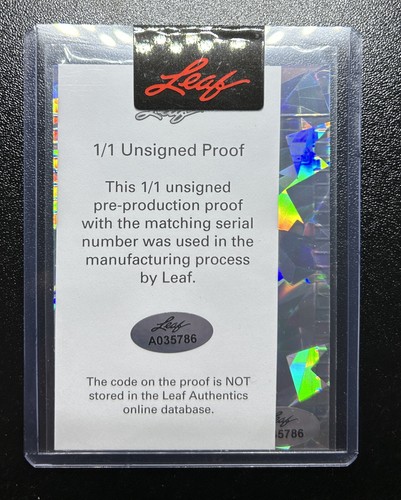 Leaf
Leaf
1/1 Unsigned Proof
This 1/1 unsigned
pre-production proof
with the matching serial
number was used in the
manufacturing process
by Leaf.
Leaf
A035786
The code on the proof is NOT
stored in the Leaf Authentics
online database.
5786